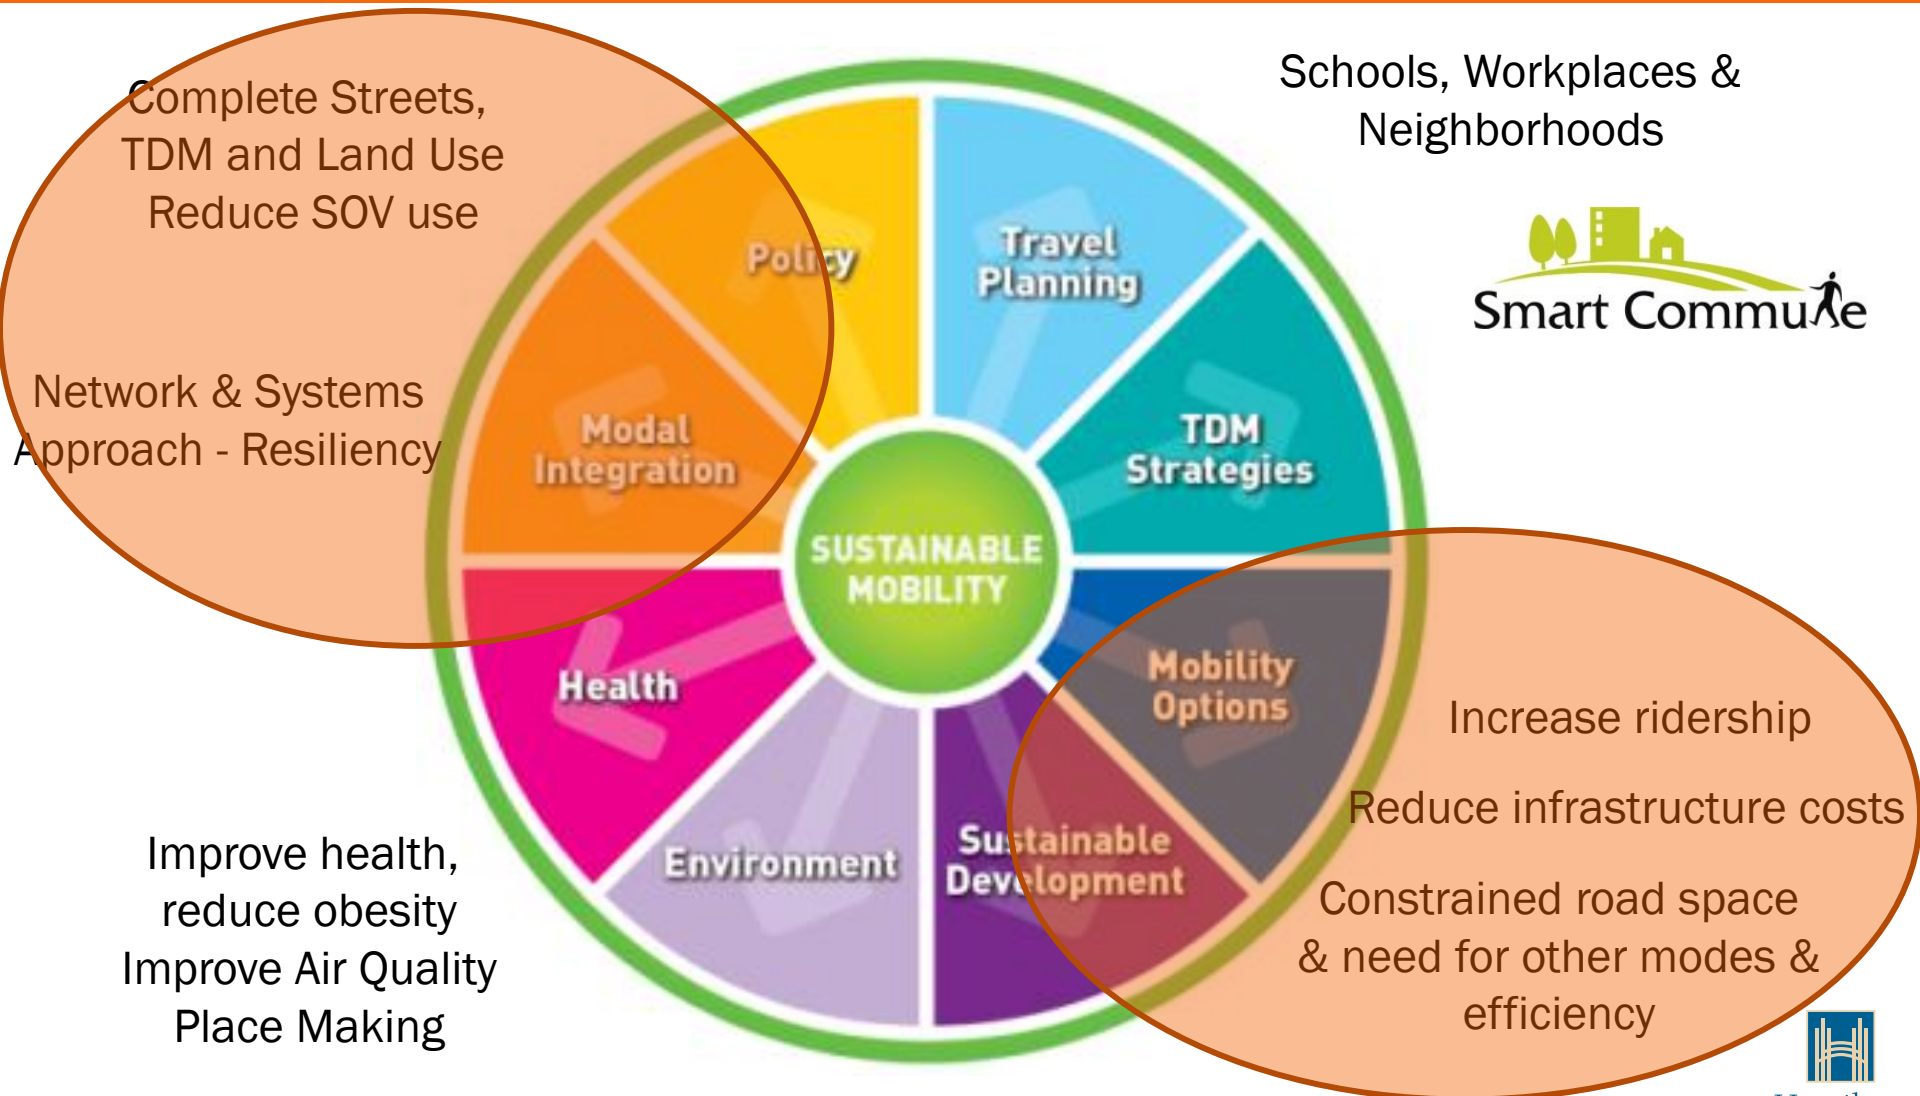 Complete Streets,
TDM and Land Use
Reduce SOV use
Network & Systems
Approach - Resiliency
Schools, Workplaces &
Neighborhoods
Smart Commute
Policy
Travel
Planning
Modal
Integration
TDM
Strategies
SUSTAINABLE
MOBILITY
Health
Mobility
Options
Environment
Sustainable
Development
Improve health,
reduce obesity
Improve Air Quality
Place Making
Increase ridership
Reduce infrastructure costs
Constrained road space
& need for other modes &
efficiency